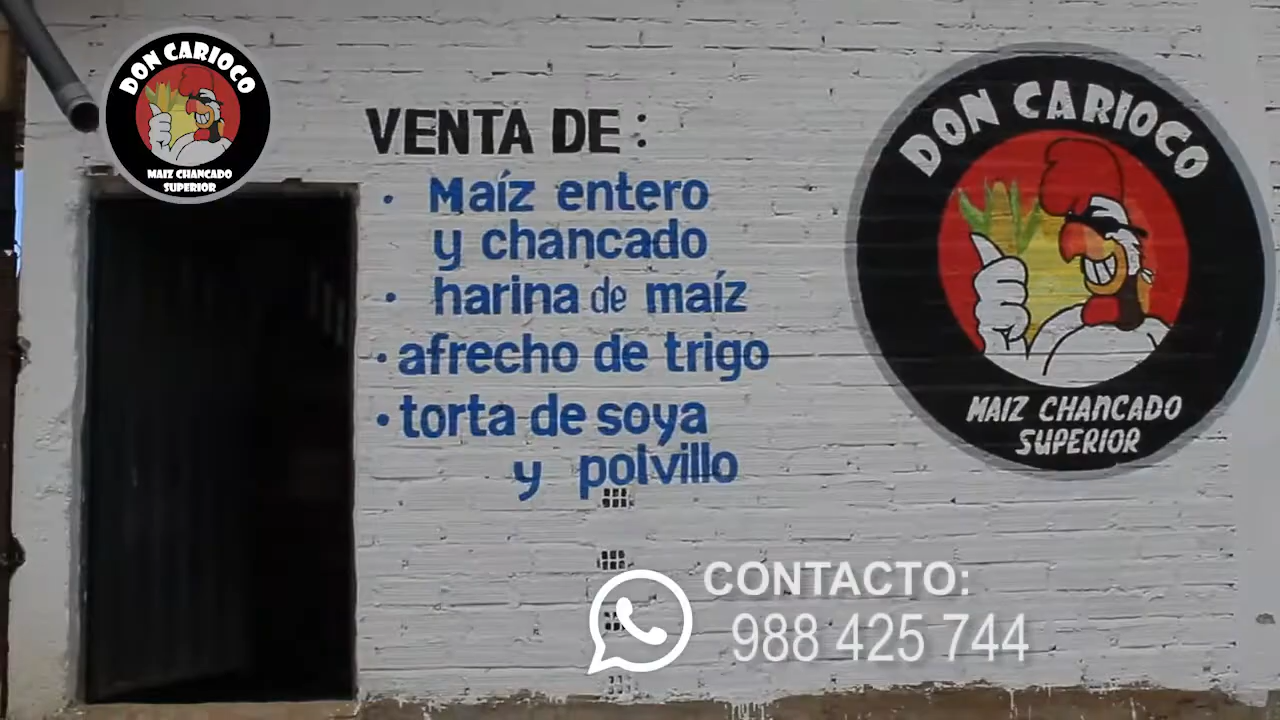 DON CARIOCO
MAIZ CHANCADO
SUPERIOR
VENTA DE:
• Maíz entero
y chancado
• harina de maíz
• afrecho de trigo
• torta de soya
y polvillo
DON CARIOCO
MAIZ CHANCADO
SUPERIOR
CONTACTO:
988 425 744